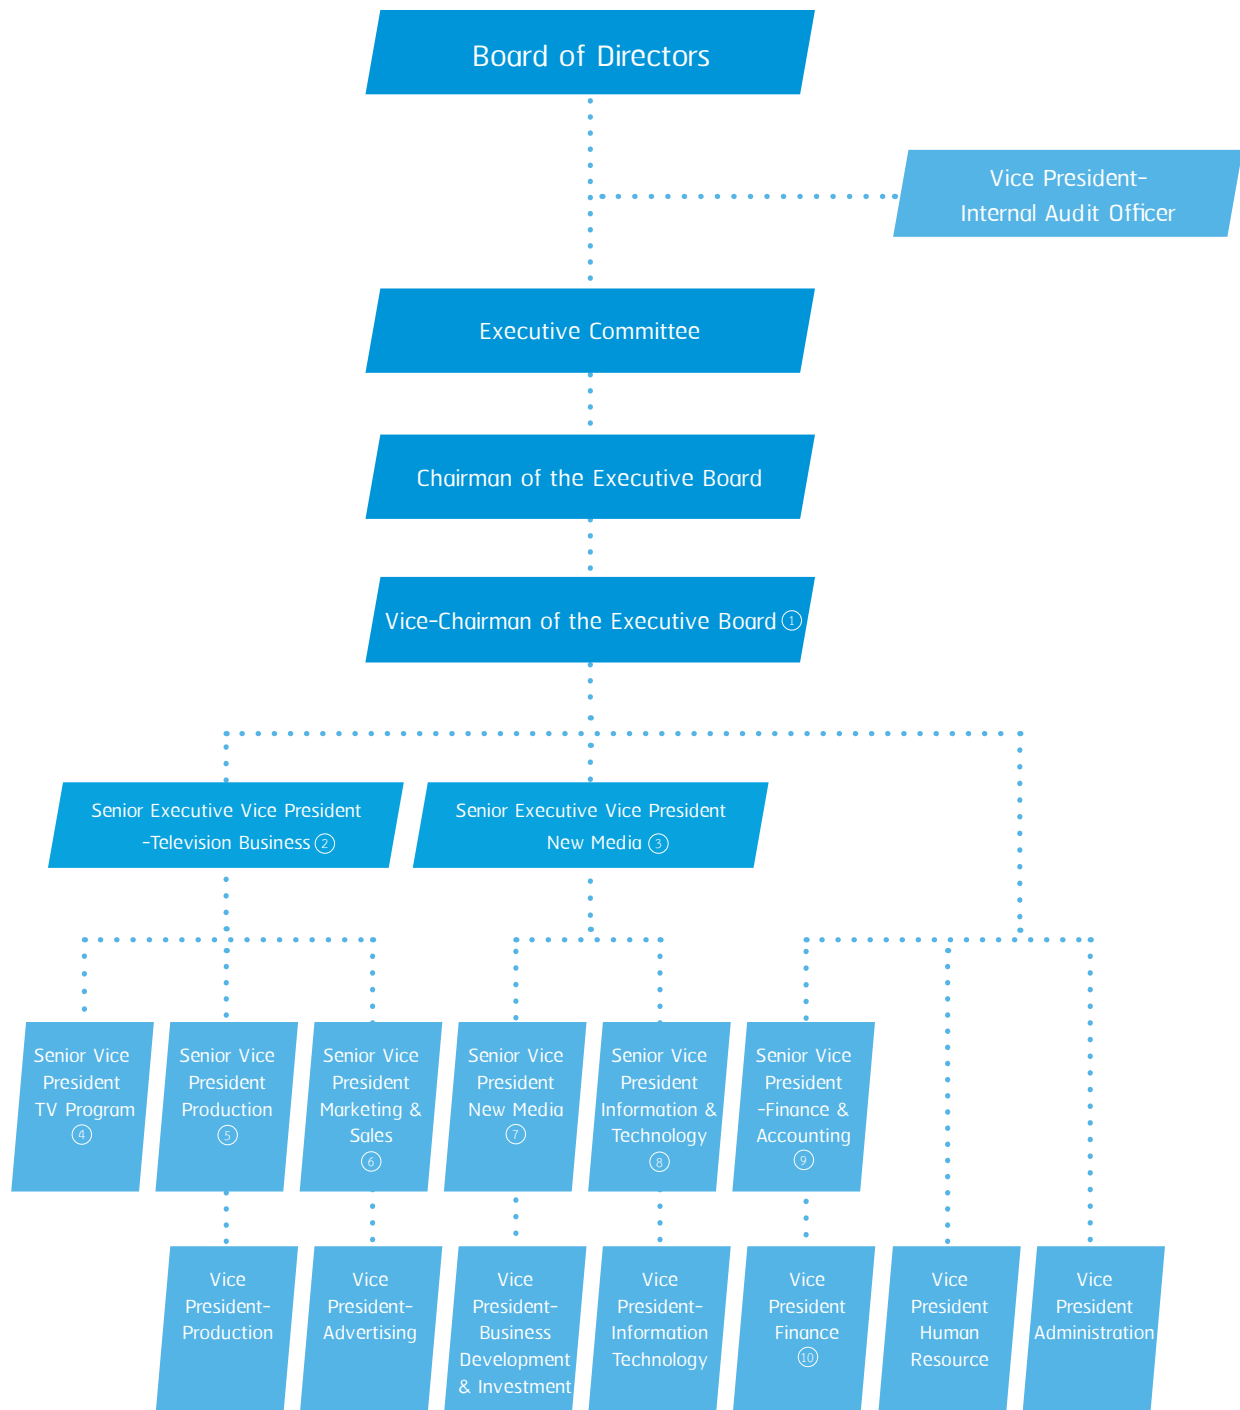 Board of Directors
Vice President-
Internal Audit Officer
Executive Committee
Chairman of the Executive Board
Vice-Chairman of the Executive Board ①
Senior Executive Vice President
-Television Business ②
Senior Executive Vice President
New Media ③
Senior Vice
President
TV Program
④
Senior Vice
President
Production
⑤
Senior Vice
President
Marketing &
Sales
⑥
Senior Vice
President
New Media
⑦
Senior Vice
President
Information &
Technology
⑧
Senior Vice
President
-Finance &
Accounting
⑨
Vice
President-
Production
Vice
President-
Advertising
Vice
President-
Business
Development
& Investment
Vice
President-
Information
Technology
Vice
President
Finance
⑩
Vice
President
Human
Resource
Vice
President
Administration